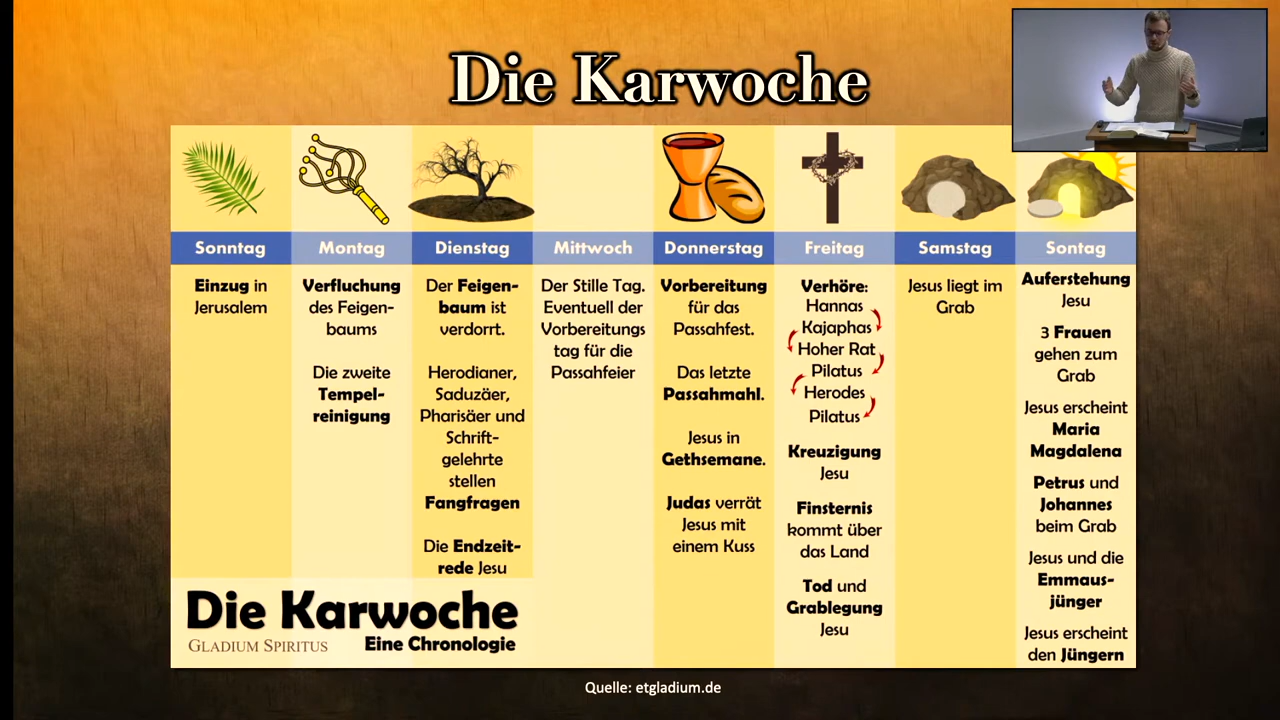 Die Karwoche
Sonntag
Montag
Dienstag
Mittwoch
Donnerstag
Freitag
Samstag
Sontag
Einzug in
Jerusalem
Verfluchung
des Feigen-
baums
Die zweite
Tempel-
reinigung
Der Feigen-
baum ist
verdorrt.
Herodianer,
Saduzäer,
Pharisäer und
Schrift-
gelehrte
stellen
Fangfragen
Die Endzeit-
rede Jesu
Der Stille Tag.
Eventuell der
Vorbereitungs
tag für die
Passahfeier
Vorbereitung
für das
Passahfest.
Das letzte
Passahmahl.
Jesus in
Gethsemane.
Judas verrät
Jesus mit
einem Kuss
Verhöre:
Hannas
Kajaphas
Hoher Rat
Pilatus
Herodes
Pilatus
Kreuzigung
Jesu
Finsternis
kommt über
das Land
Tod und
Grablegung
Jesu
Jesus liegt im
Grab
Auferstehung
Jesu
3 Frauen
gehen zum
Grab
Jesus erscheint
Maria
Magdalena
Petrus und
Johannes
beim Grab
Jesus und die
Emmaus-
jünger
Jesus erscheint
den Jüngern
Die Karwoche
Gladium Spiritus
Eine Chronologie
Quelle: etgladium.de